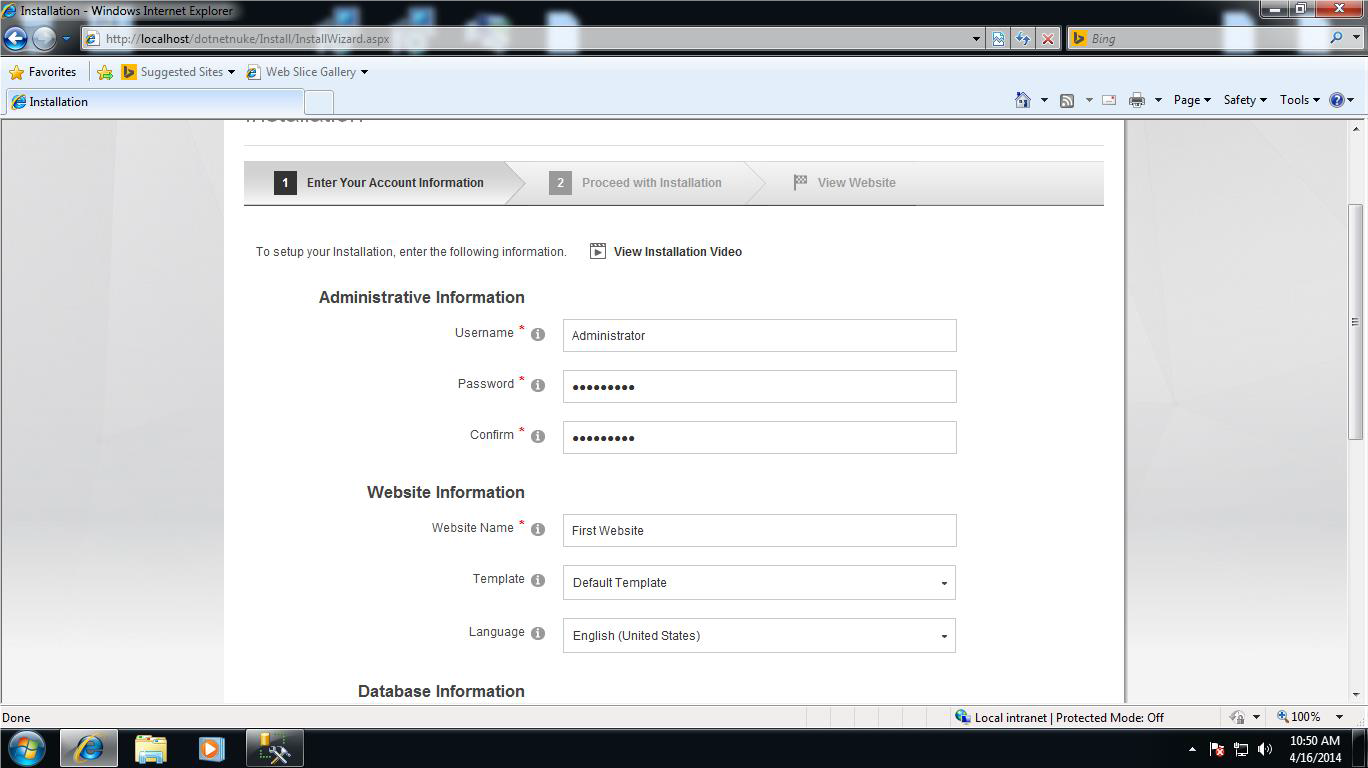 Installation - Windows Internet Explorer
http://localhost/dotnetnuke/Install/InstallWizard.aspx
Bing
Favorites Suggested Sites Web Slice Gallery
Installation
Page Safety Tools
Installation
1 Enter Your Account Information 2 Proceed with Installation View Website
To setup your Installation, enter the following information. View Installation Video
Administrative Information
Username * Administrator
Password * •••••••••
Confirm * •••••••••
Website Information
Website Name * First Website
Template Default Template
Language English (United States)
Database Information
Done Local intranet | Protected Mode: Off 100%
10:50 AM
4/16/2014